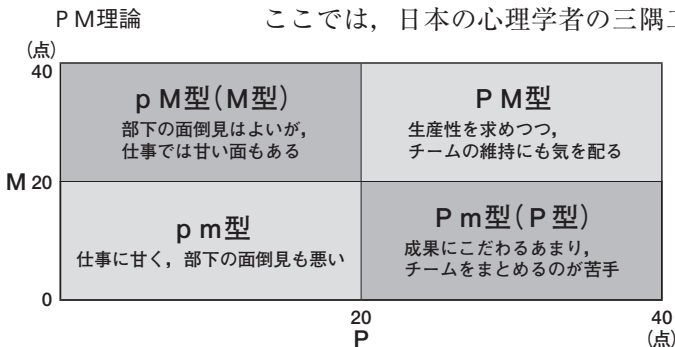 PM理論
ここでは，日本の心理学者の三隅
(点)
40
pM型(M型)
部下の面倒見はよいが，
仕事では甘い面もある
PM型
生産性を求めつつ，
チームの維持にも気を配る
M 20
pm型
仕事に甘く，部下の面倒見も悪い
Pm型(P型)
成果にこだわるあまり，
チームをまとめるのが苦手
0
20
40
P
(点)